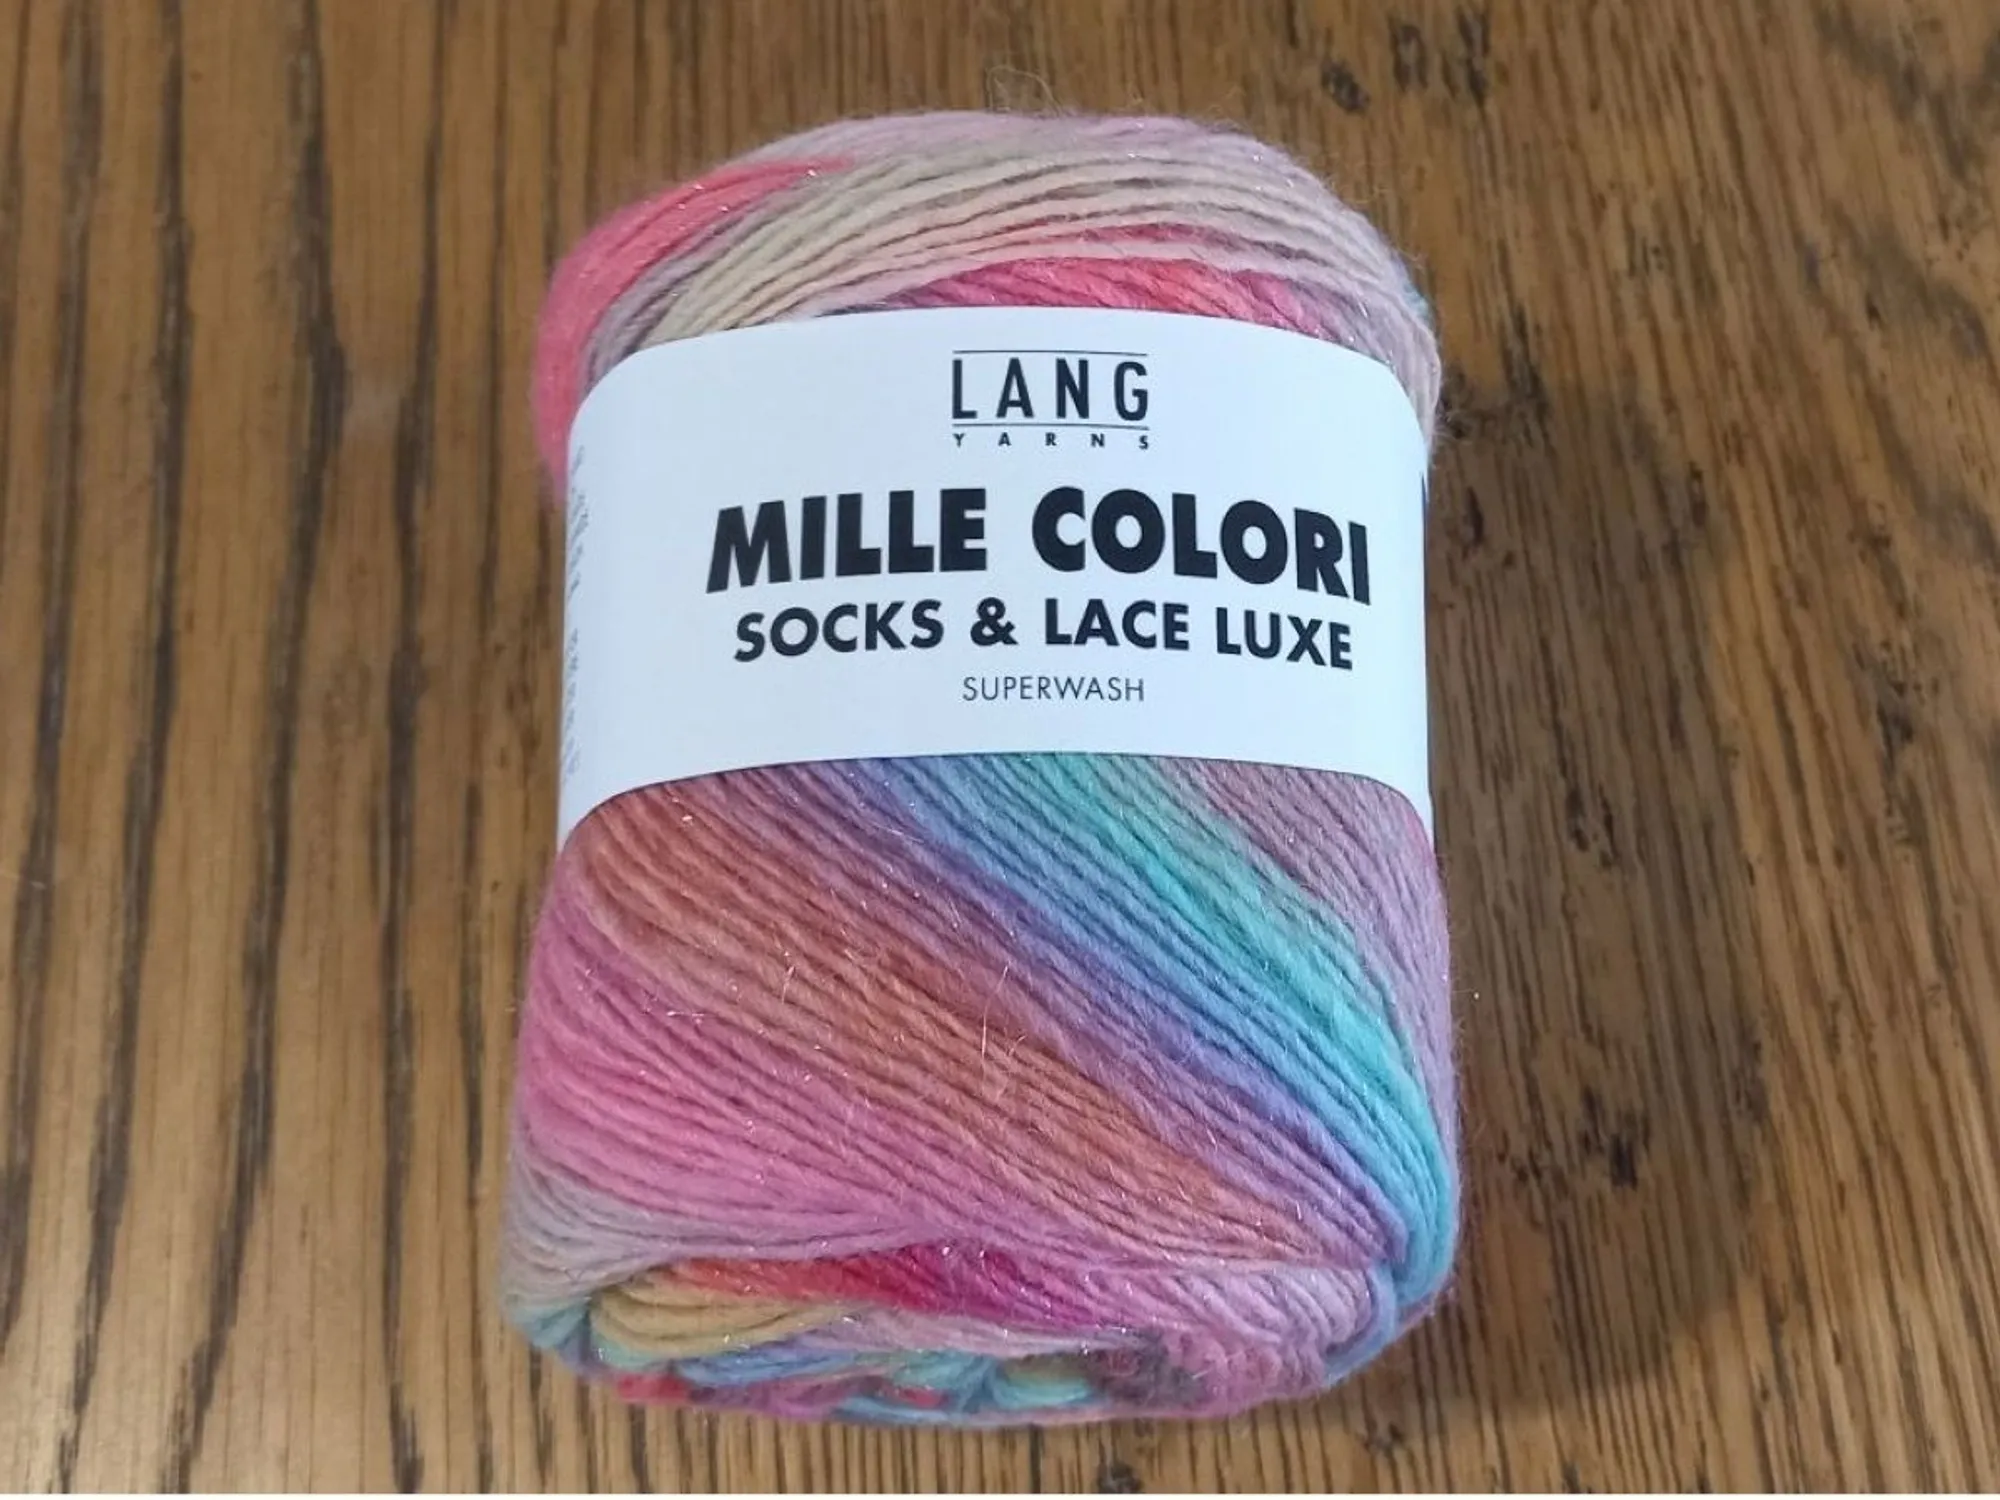 LANG
YARNS
MILLE COLORI
SOCKS & LACE LUXE
SUPERWASH